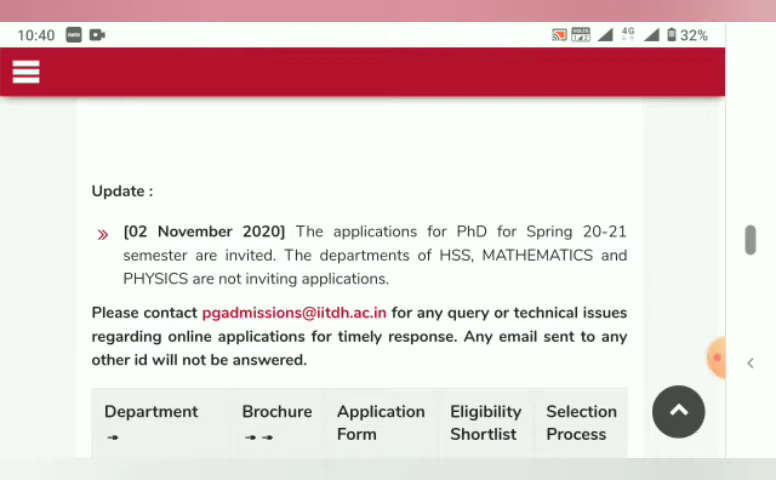 10:40
4G
32%
Update :
[02 November 2020] The applications for PhD for Spring 20-21
semester are invited. The departments of HSS, MATHEMATICS and
PHYSICS are not inviting applications.
Please contact pgadmissions@iitdh.ac.in for any query or technical issues
regarding online applications for timely response. Any email sent to any
other id will not be answered.
Department Brochure Application Eligibility Selection
Form Shortlist Process